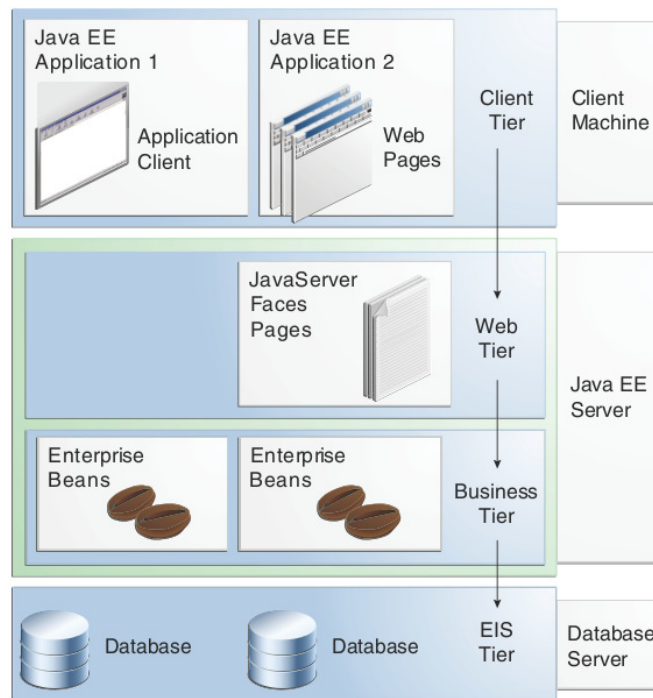 Java EE
Application 1
Application
Client
Java EE
Application 2
Web
Pages
Client
Tier
Client
Machine
JavaServer
Faces
Pages
Web
Tier
Java EE
Server
Enterprise
Beans
Enterprise
Beans
Business
Tier
Database
Database
EIS
Tier
Database
Server